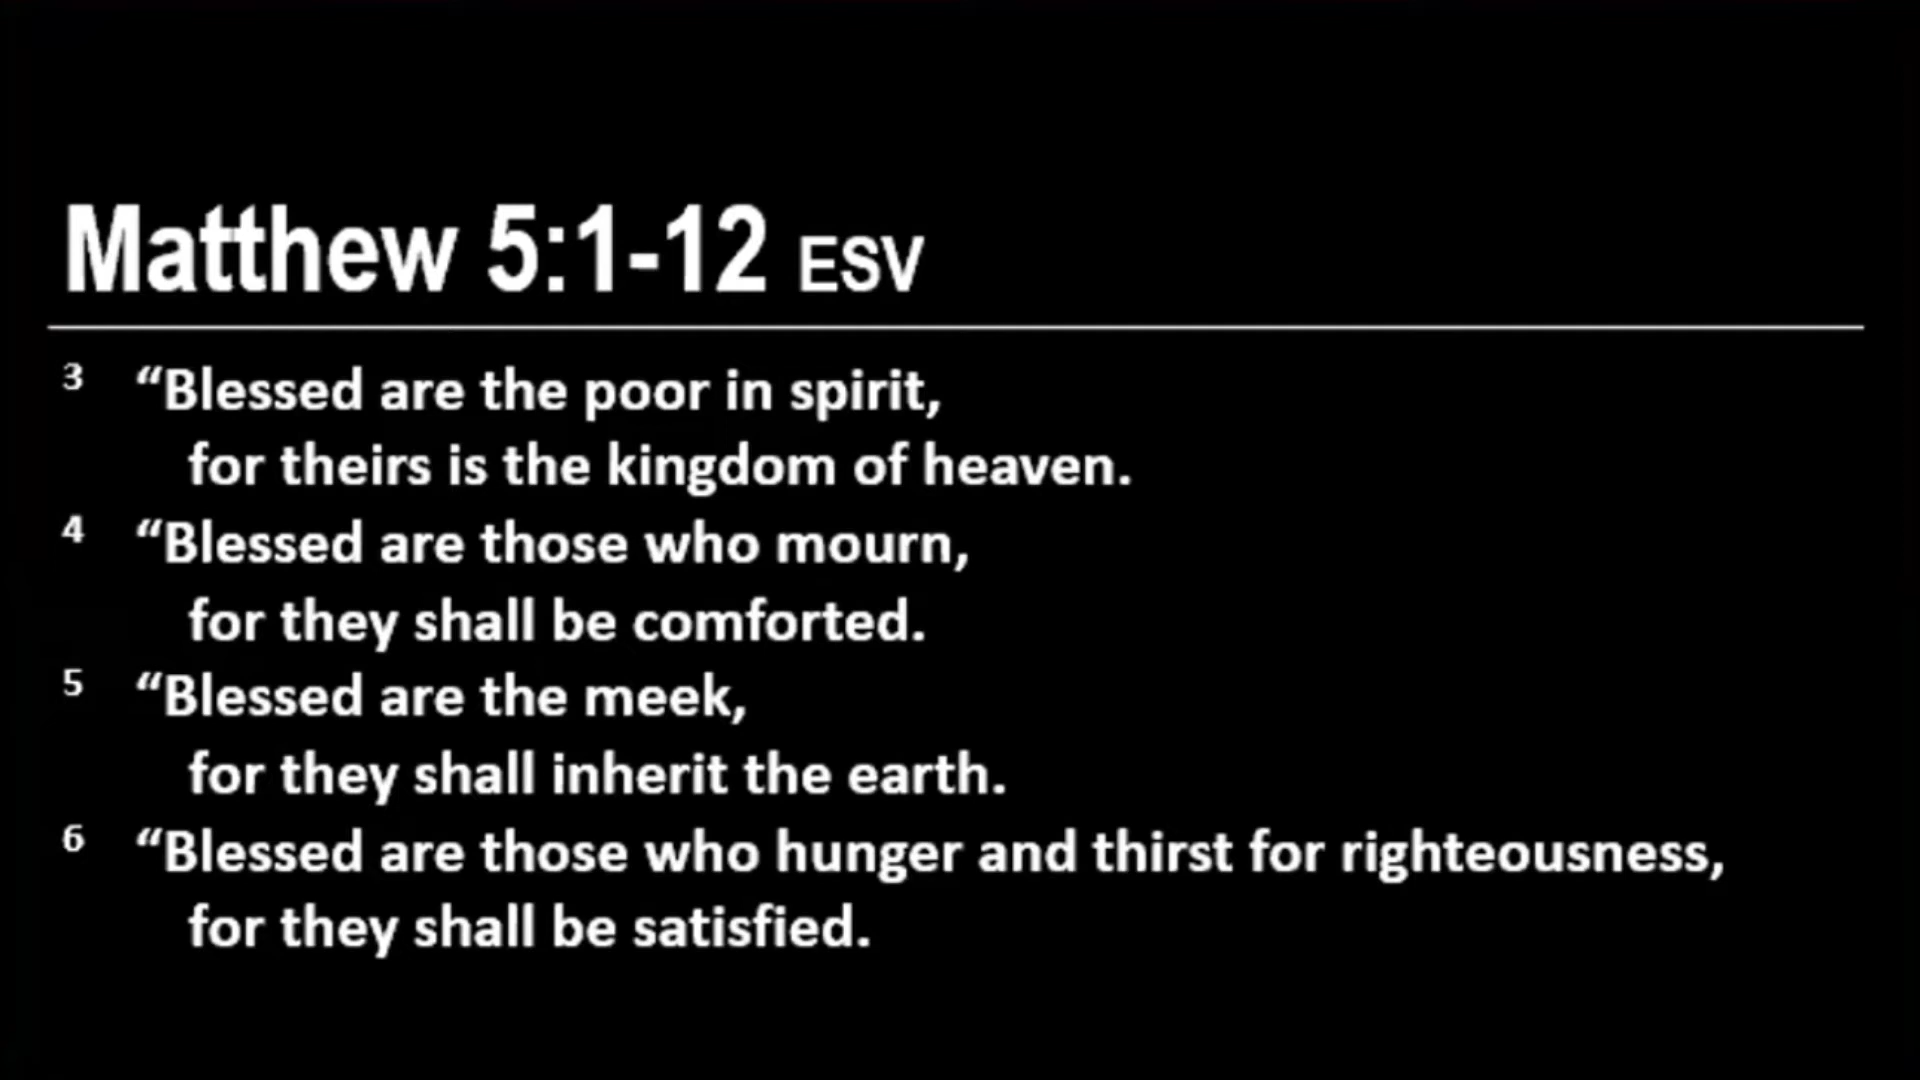 Matthew 5:1-12 ESV
3 “Blessed are the poor in spirit,
for theirs is the kingdom of heaven.
4 “Blessed are those who mourn,
for they shall be comforted.
5 “Blessed are the meek,
for they shall inherit the earth.
6 “Blessed are those who hunger and thirst for righteousness,
for they shall be satisfied.